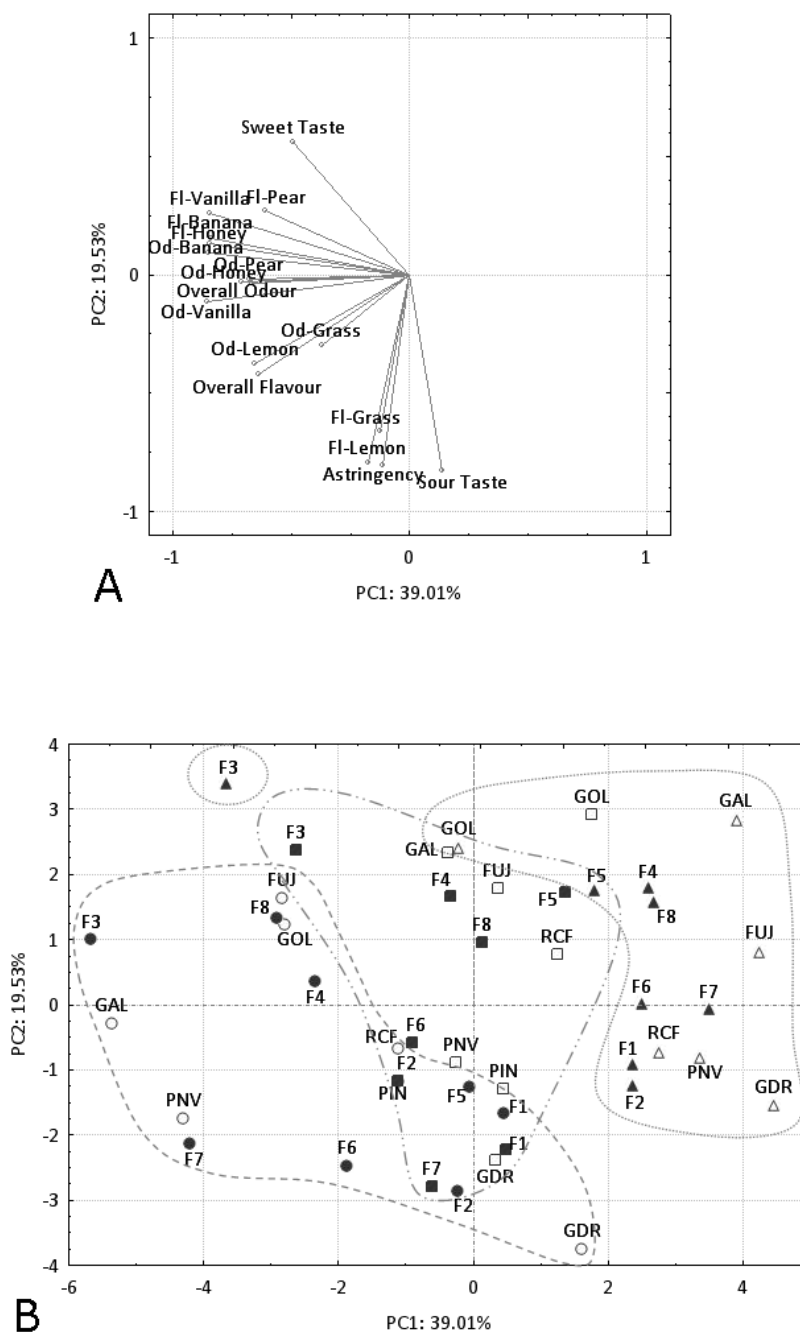 1
Sweet Taste
Fl-Vanilla Fl-Pear
Fl-Banana
Fl-Honey
Od-Banana
Od-Pear
Od-Honey
0
Overall Odour
Od-Vanilla
Od-Grass
Od-Lemon
Overall Flavour
Fl-Grass
Fl-Lemon
Astringency Sour Taste
-1
PC2: 19.53%
-1 0 1
A
PC1: 39.01%
4
F3
3
GOL GAL
F3 GOL
GAL
2
FUJ FUJ F4 F5 F4
F8 F5 F8
F3 GOL F8 RCF FUJ
1
F4
F6 F7
0
GAL
RCF F6 PNV RCF
F2 F1
-1
PIN PIN PNV
PNV F5 F1 F2 GDR
-2
F7 F6 F1
F7 GDR
-3
F2
GDR
-4
PC2: 19.53%
-6 -4 -2 0 2 4
B
PC1: 39.01%